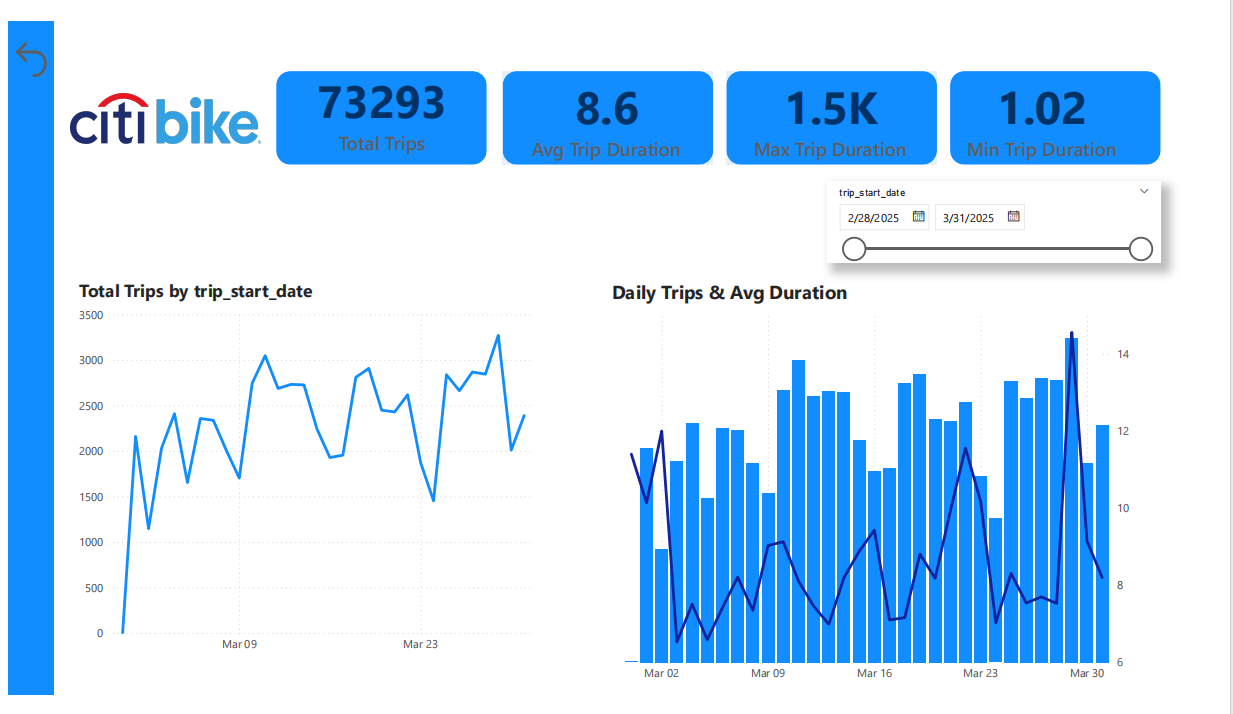 citi bike
73293
Total Trips
8.6
Avg Trip Duration
1.5K
Max Trip Duration
1.02
Min Trip Duration
trip_start_date
2/28/2025
3/31/2025
Total Trips by trip_start_date
3500
3000
2500
2000
1500
1000
500
0
Mar 09
Mar 23
Daily Trips & Avg Duration
14
12
10
8
6
Mar 02
Mar 09
Mar 16
Mar 23
Mar 30